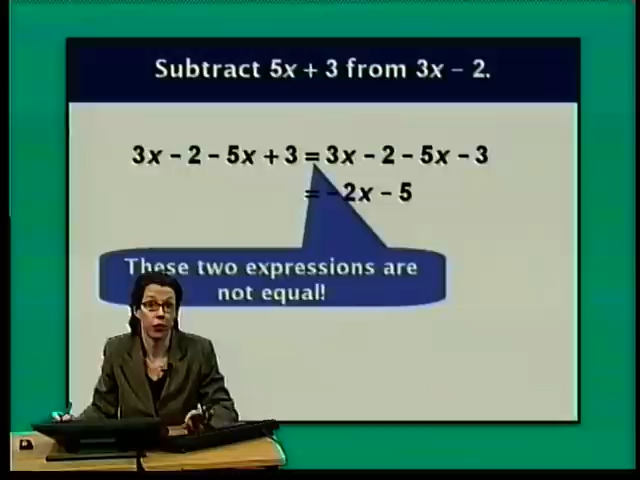 Subtract 5x + 3 from 3x – 2.
3x – 2 – 5x + 3 = 3x – 2 – 5x – 3
= –2x – 5
These two expressions are
not equal!